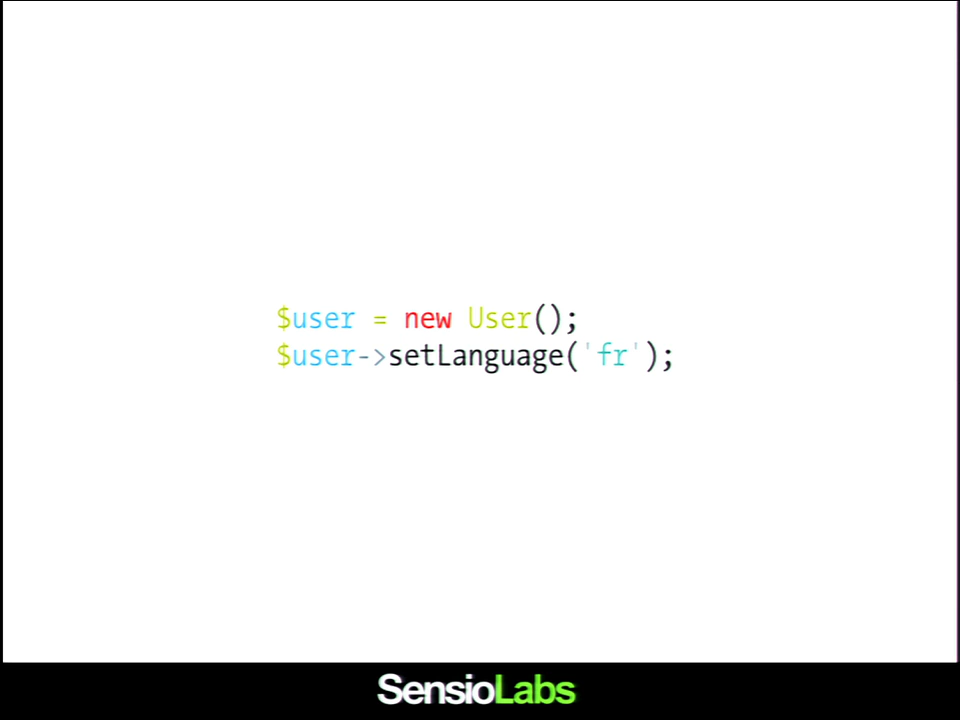 $user = new User();
$user->setLanguage('fr');
SensioLabs